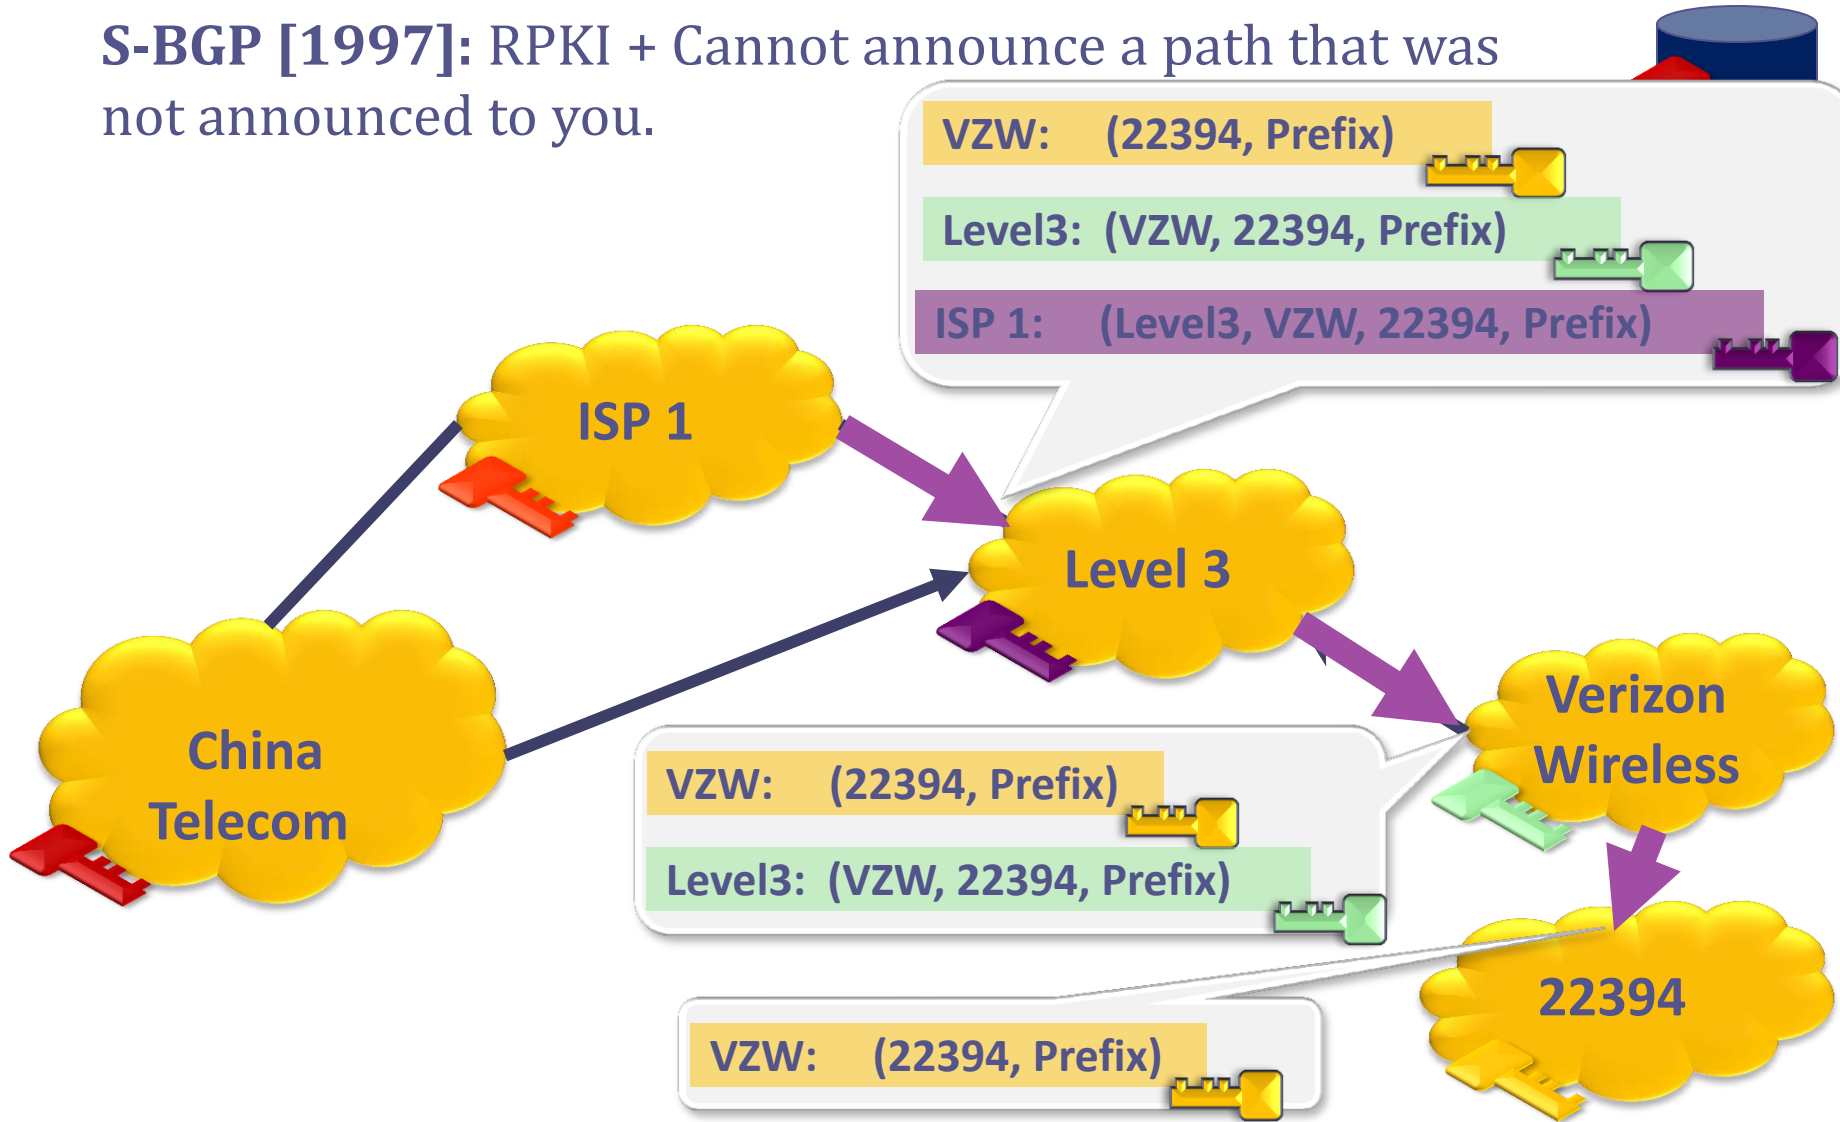 S-BGP [1997]: RPKI + Cannot announce a path that was
not announced to you.
VZW: (22394, Prefix)
Level3: (VZW, 22394, Prefix)
ISP 1: (Level3, VZW, 22394, Prefix)
ISP 1
Level 3
China
Telecom
Verizon
Wireless
VZW: (22394, Prefix)
Level3: (VZW, 22394, Prefix)
22394
VZW: (22394, Prefix)